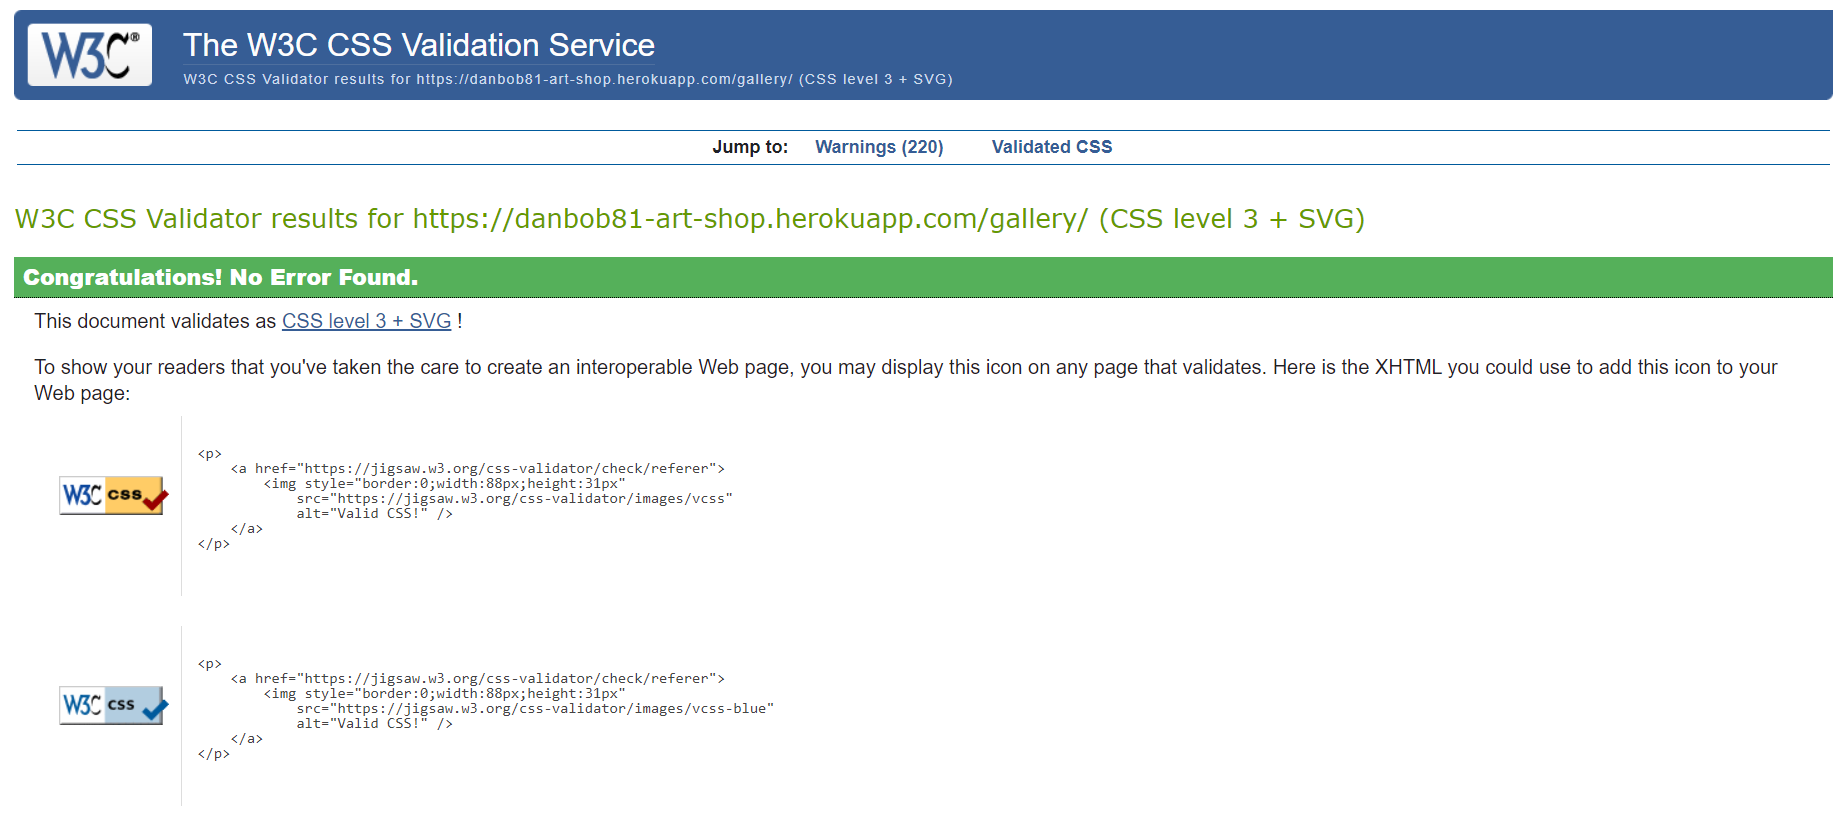 W3C®
The W3C CSS Validation Service
W3C CSS Validator results for https://danbob81-art-shop.herokuapp.com/gallery/ (CSS level 3 + SVG)
Jump to: Warnings (220) Validated CSS
W3C CSS Validator results for https://danbob81-art-shop.herokuapp.com/gallery/ (CSS level 3 + SVG)
Congratulations! No Error Found.
This document validates as CSS level 3 + SVG !
To show your readers that you've taken the care to create an interoperable Web page, you may display this icon on any page that validates. Here is the XHTML you could use to add this icon to your
Web page:
W3C css
<p>
    <a href="https://jigsaw.w3.org/css-validator/check/referer">
        <img style="border:0;width:88px;height:31px"
            src="https://jigsaw.w3.org/css-validator/images/vcss"
            alt="Valid CSS!" />
    </a>
</p>
W3C css
<p>
    <a href="https://jigsaw.w3.org/css-validator/check/referer">
        <img style="border:0;width:88px;height:31px"
            src="https://jigsaw.w3.org/css-validator/images/vcss-blue"
            alt="Valid CSS!" />
    </a>
</p>